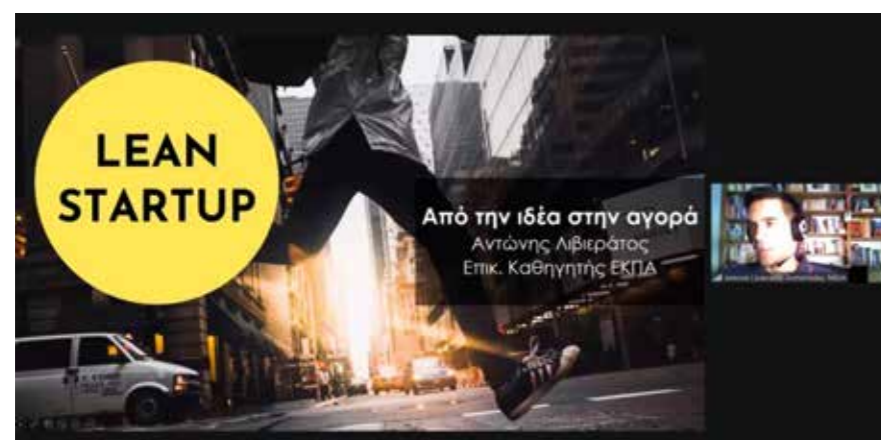 LEAN
STARTUP
Από την ιδέα στην αγορά
Αντώνης Λιβιεράτος
Επικ. Καθηγητής ΕΚΠΑ